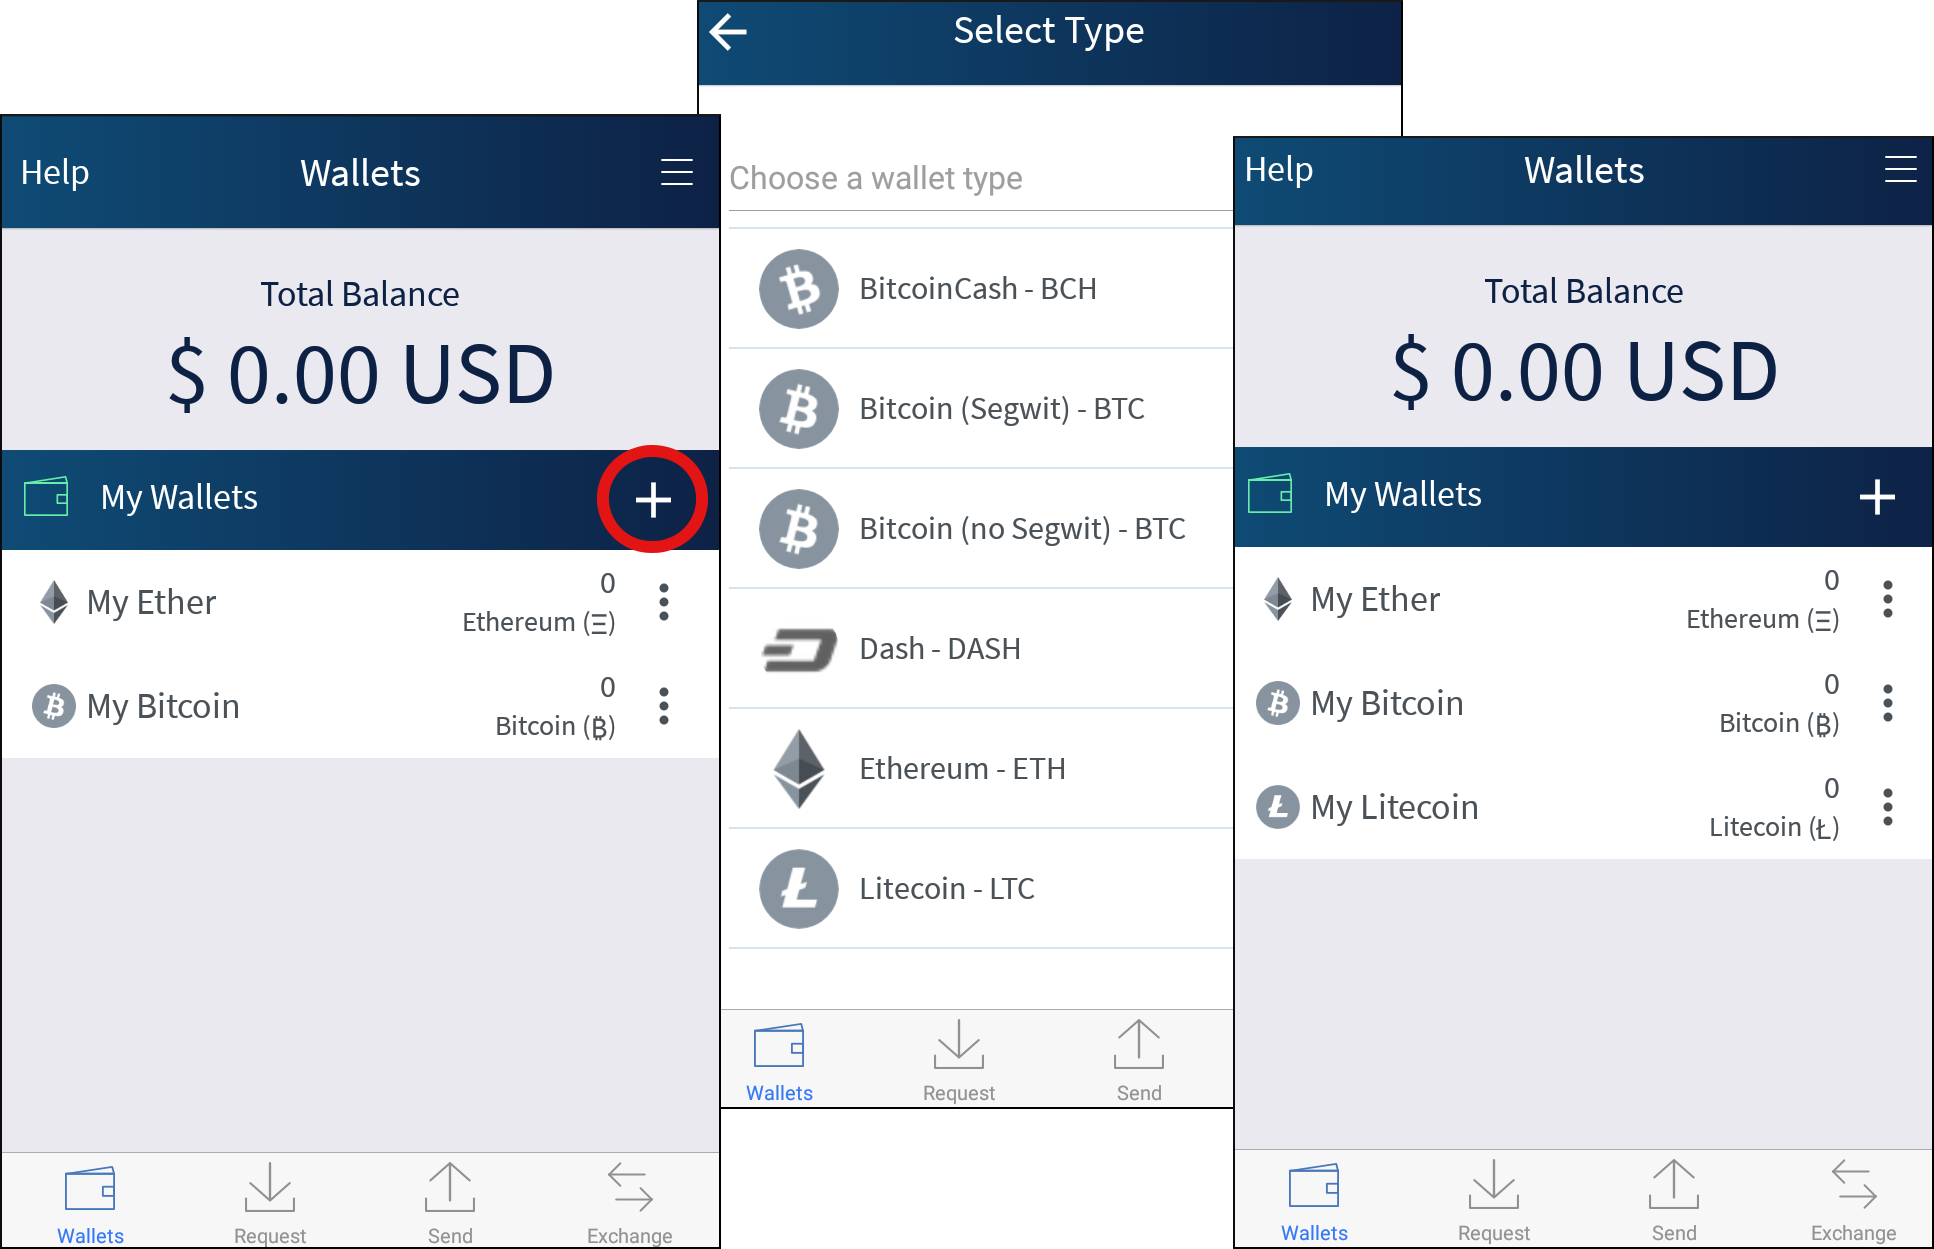 Help
Wallets
Total Balance
$ 0.00 USD
My Wallets
My Ether
0
Ethereum (Ξ)
My Bitcoin
0
Bitcoin (₿)
Wallets
Request
Send
Exchange
Select Type
Choose a wallet type
BitcoinCash - BCH
Bitcoin (Segwit) - BTC
Bitcoin (no Segwit) - BTC
Dash - DASH
Ethereum - ETH
Litecoin - LTC
Wallets
Request
Send
Help
Wallets
Total Balance
$ 0.00 USD
My Wallets
My Ether
0
Ethereum (Ξ)
My Bitcoin
0
Bitcoin (₿)
My Litecoin
0
Litecoin (Ł)
Wallets
Request
Send
Exchange